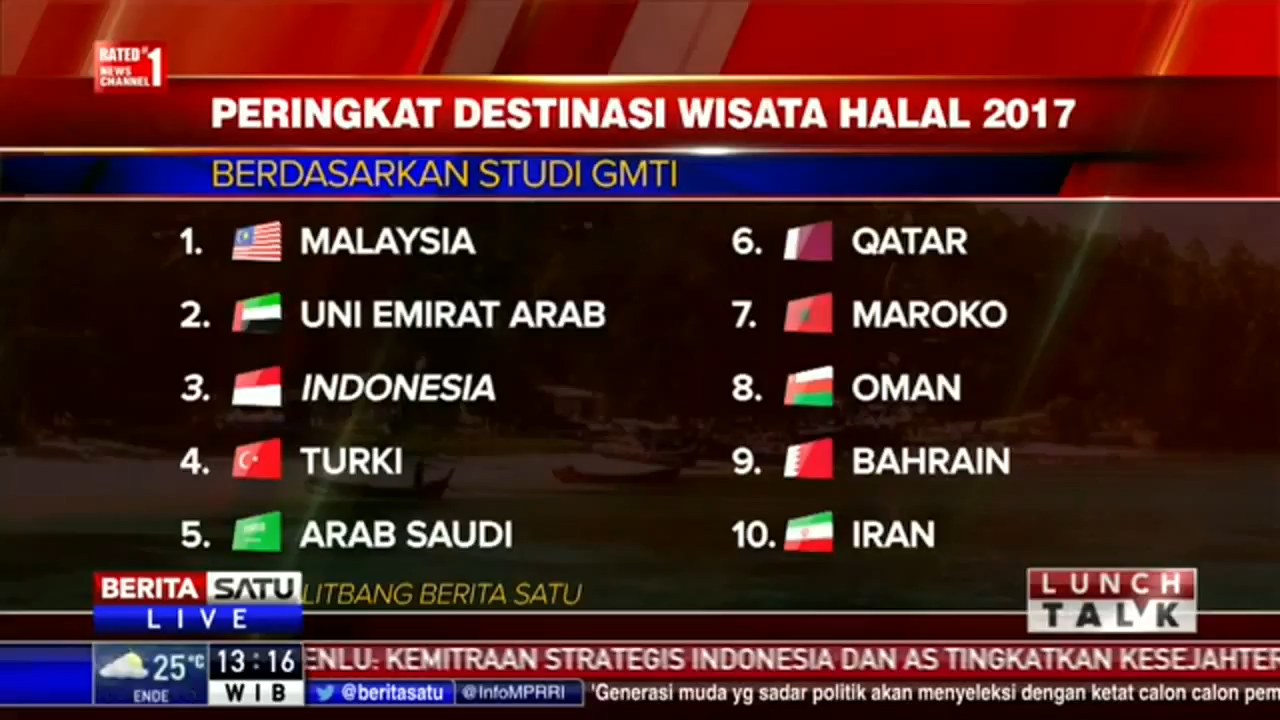 RATED #1
NEWS
CHANNEL
PERINGKAT DESTINASI WISATA HALAL 2017
BERDASARKAN STUDI GMTI
1. MALAYSIA
2. UNI EMIRAT ARAB
3. INDONESIA
4. TURKI
5. ARAB SAUDI
6. QATAR
7. MAROKO
8. OMAN
9. BAHRAIN
10. IRAN
BERITA SATU
LIVE
LITBANG BERITA SATU
LUNCH
TALK
25°C
ENDE
13:16
WIB
ENLU: KEMITRAAN STRATEGIS INDONESIA DAN AS TINGKATKAN KESEJAHTER
@beritasatu @InfoMPRRI 'Generasi muda yg sadar politik akan menyeleksi dengan ketat calon calon pem